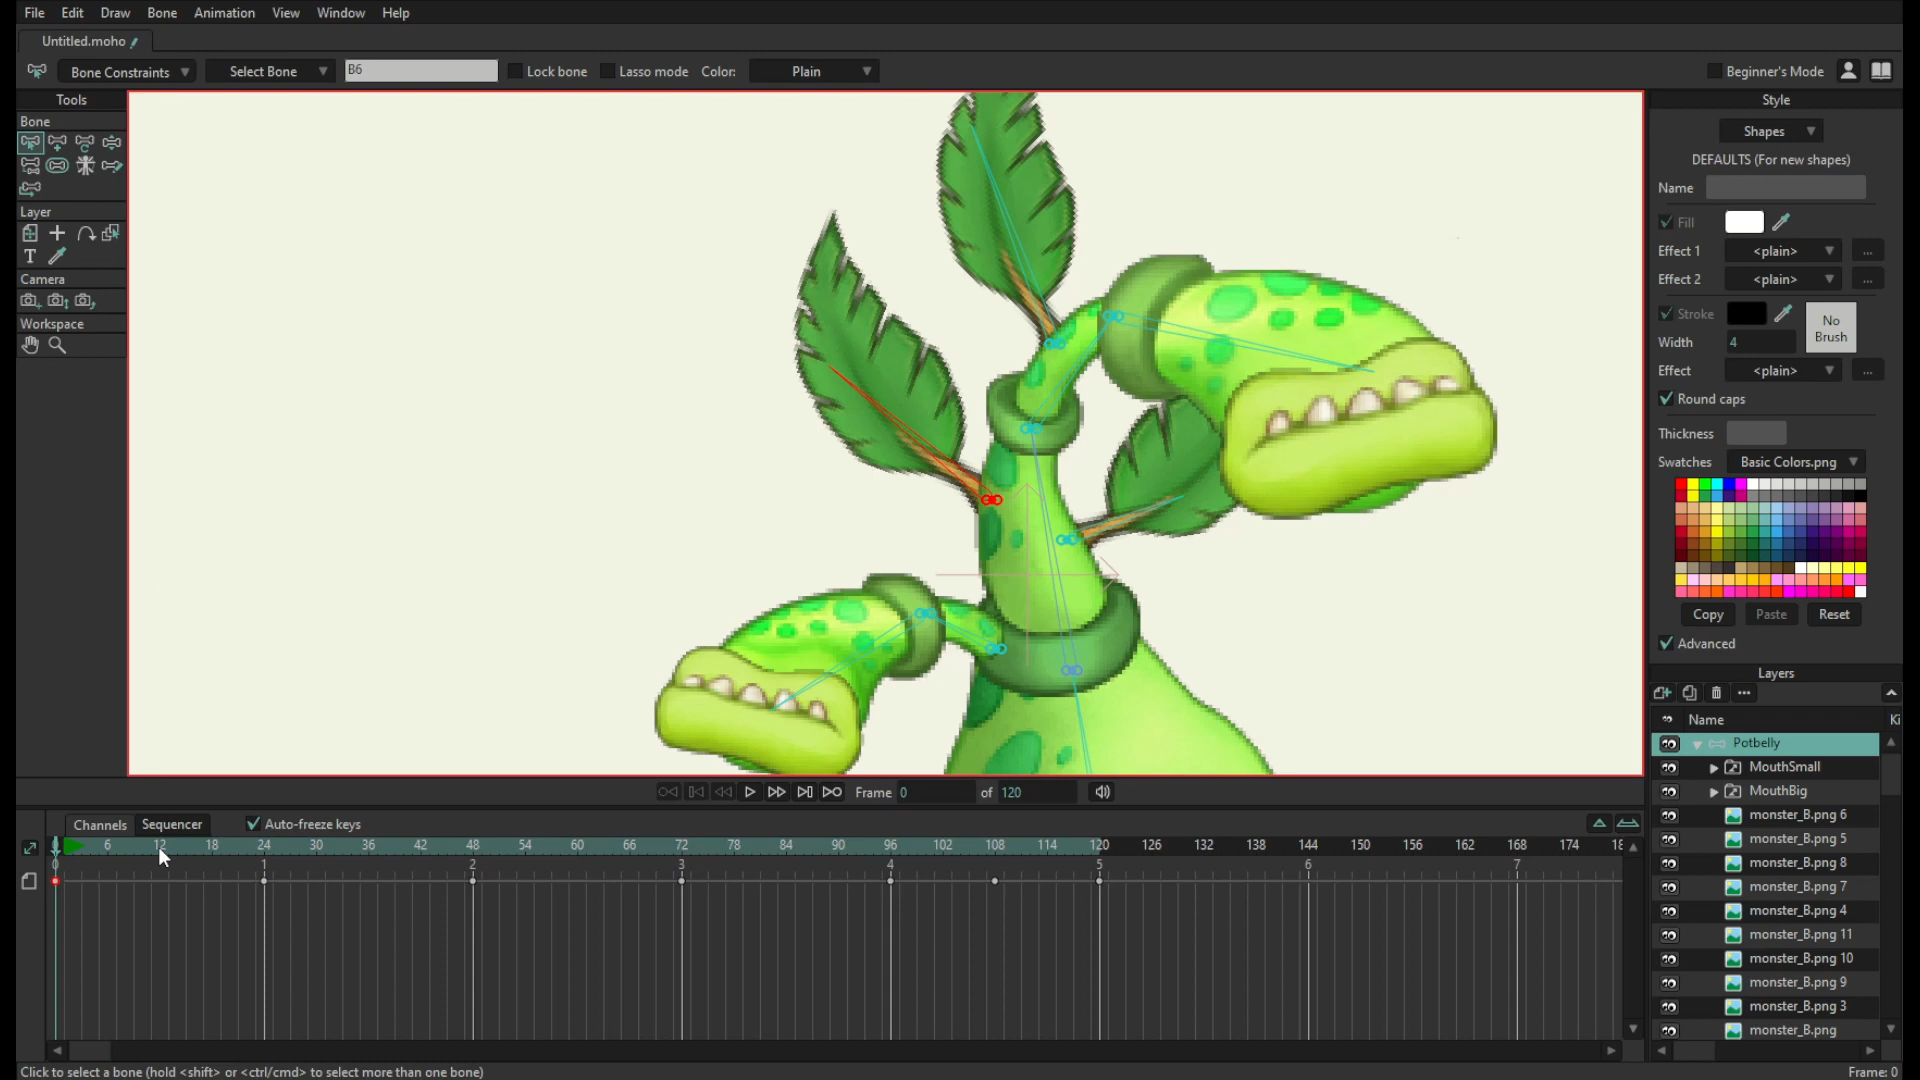 File Edit Draw Bone Animation View Window Help
Untitled.moho
Bone Constraints Select Bone B6 Lock bone Lasso mode Color: Plain Beginner's Mode
Tools
Bone
Layer
T
Camera
Workspace
Style
Shapes
DEFAULTS (For new shapes)
Name
Fill
Effect 1 <plain> ...
Effect 2 <plain> ...
Stroke No Brush
Width 4
Effect <plain> ...
Round caps
Thickness
Swatches Basic Colors.png
Copy Paste Reset
Advanced
Layers
Name Ki
Potbelly
MouthSmall
MouthBig
monster_B.png 6
monster_B.png 5
monster_B.png 8
monster_B.png 7
monster_B.png 4
monster_B.png 11
monster_B.png 10
monster_B.png 9
monster_B.png 3
monster_B.png
Frame 0 of 120
Channels Sequencer Auto-freeze keys
0 6 12 18 24 30 36 42 48 54 60 66 72 78 84 90 96 102 108 114 120 126 132 138 144 150 156 162 168 174 18
0 1 2 3 4 5 6 7
Click to select a bone (hold <shift> or <ctrl/cmd> to select more than one bone) Frame: 0